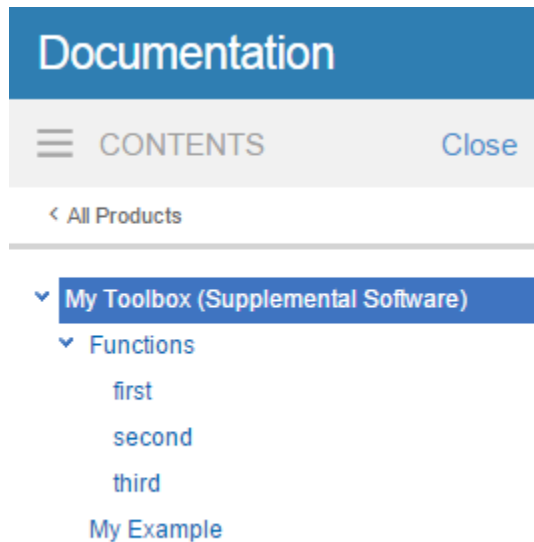 Documentation
CONTENTS Close
< All Products
My Toolbox (Supplemental Software)
Functions
first
second
third
My Example